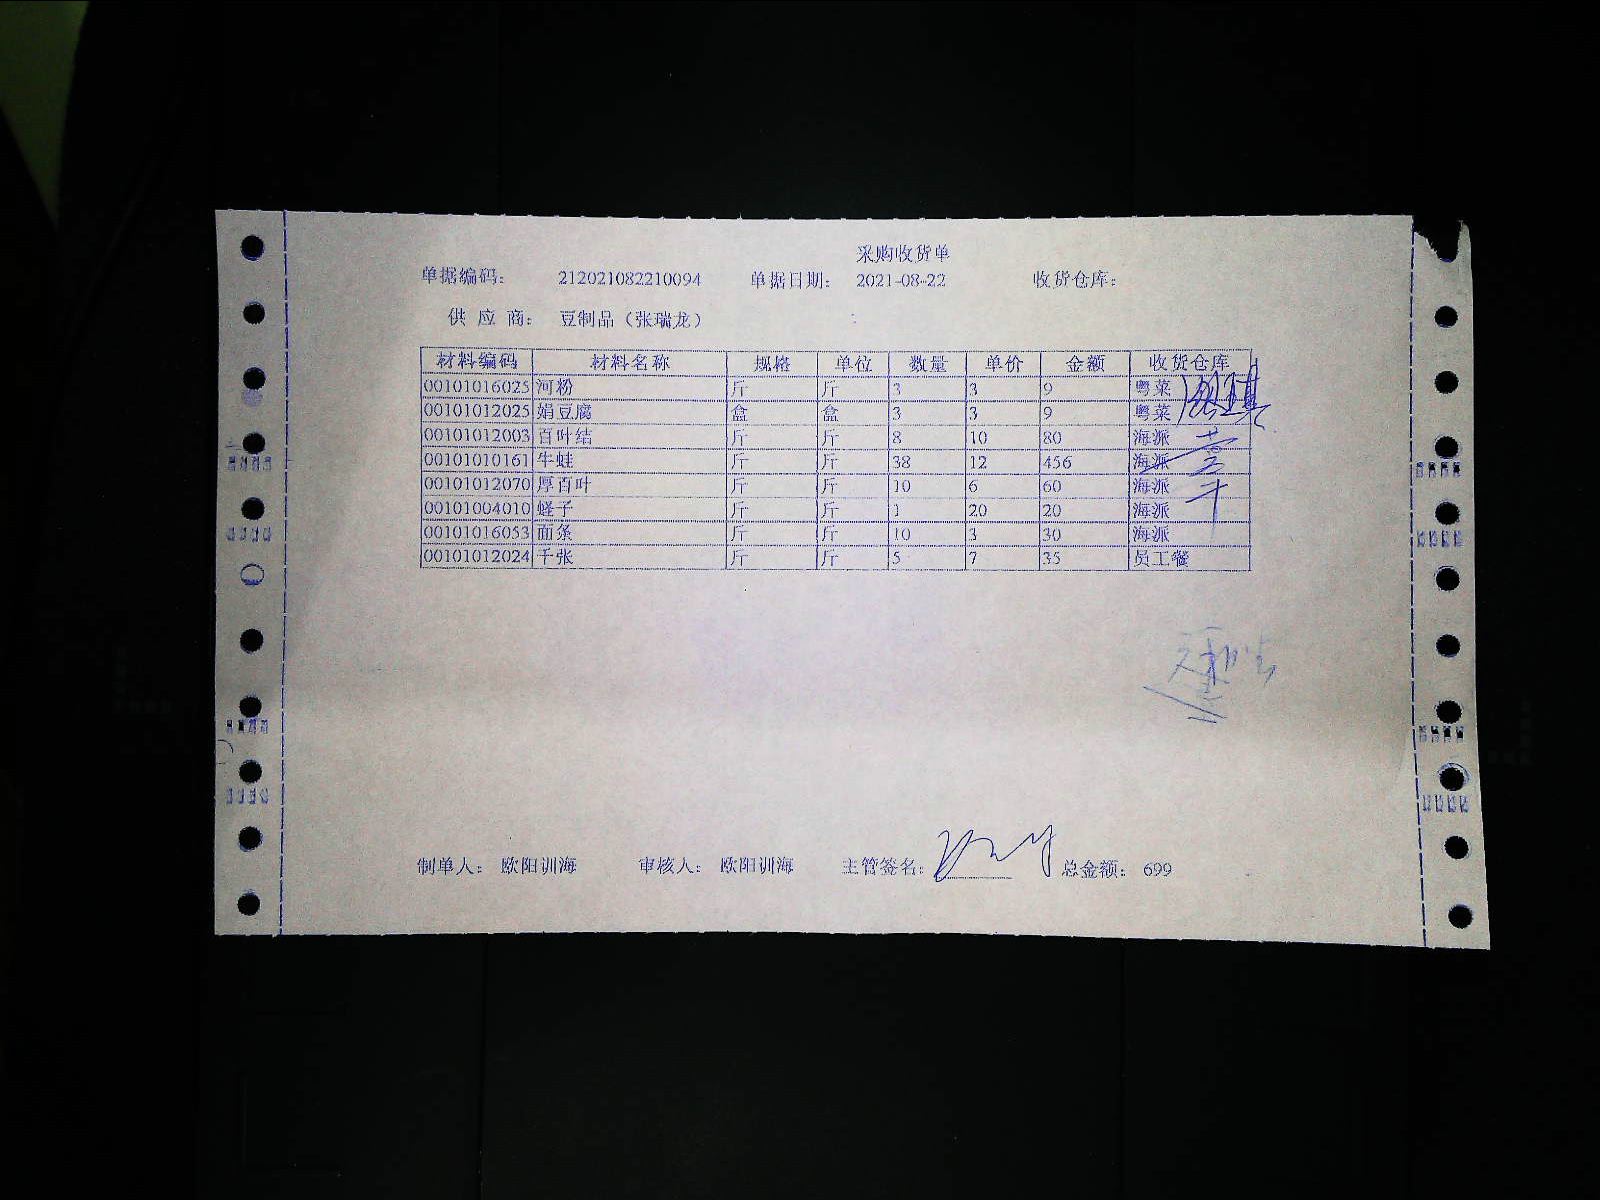 采购收货单
单据编码: 212021082210094 单据日期: 2021-08-22 收货仓库:
供 应 商: 豆制品（张瑞龙）
材料编码 材料名称 规格 单位 数量 单价 金额 收货仓库
00101016025 河粉 斤 斤 3 3 9 粤菜
00101012025 娟豆腐 盒 盒 3 3 9 粤菜
00101012003 百叶结 斤 斤 8 10 80 海派
00101010161 牛蛙 斤 斤 38 12 456 海派
00101012070 厚百叶 斤 斤 10 6 60 海派
00101004010 蛏子 斤 斤 1 20 20 海派
00101016053 面条 斤 斤 10 3 30 海派
00101012024 千张 斤 斤 5 7 35 员工餐
制单人: 欧阳训海 审核人: 欧阳训海 主管签名: 总金额: 699